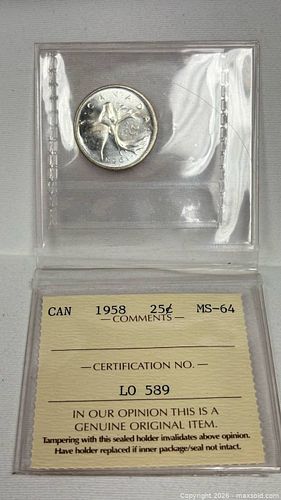 CANADA
CAN 1958 25¢ MS-64
— COMMENTS —
— CERTIFICATION NO. —
LO 589
IN OUR OPINION THIS IS A
GENUINE ORIGINAL ITEM.
Tampering with this sealed holder invalidates above opinion.
Have holder replaced if inner package/seal not intact.
Copyright 2026 - maxsold.com